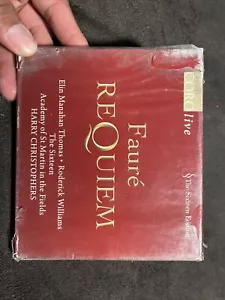 CORO live
The Sixteen Edition
Fauré
REQUIEM
Elin Manahan Thomas • Roderick Williams
The Sixteen
Academy of St. Martin in the Fields
HARRY CHRISTOPHERS